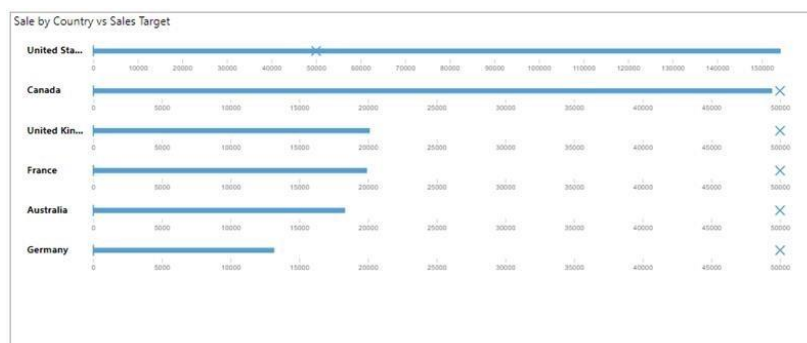 Sale by Country vs Sales Target
United Sta...
0 10000 20000 30000 40000 50000 60000 70000 80000 90000 100000 110000 120000 130000 140000 150000
Canada
0 5000 10000 15000 20000 25000 30000 35000 40000 45000 50000
United Kin...
0 5000 10000 15000 20000 25000 30000 35000 40000 45000 50000
France
0 5000 10000 15000 20000 25000 30000 35000 40000 45000 50000
Australia
0 5000 10000 15000 20000 25000 30000 35000 40000 45000 50000
Germany
0 5000 10000 15000 20000 25000 30000 35000 40000 45000 50000